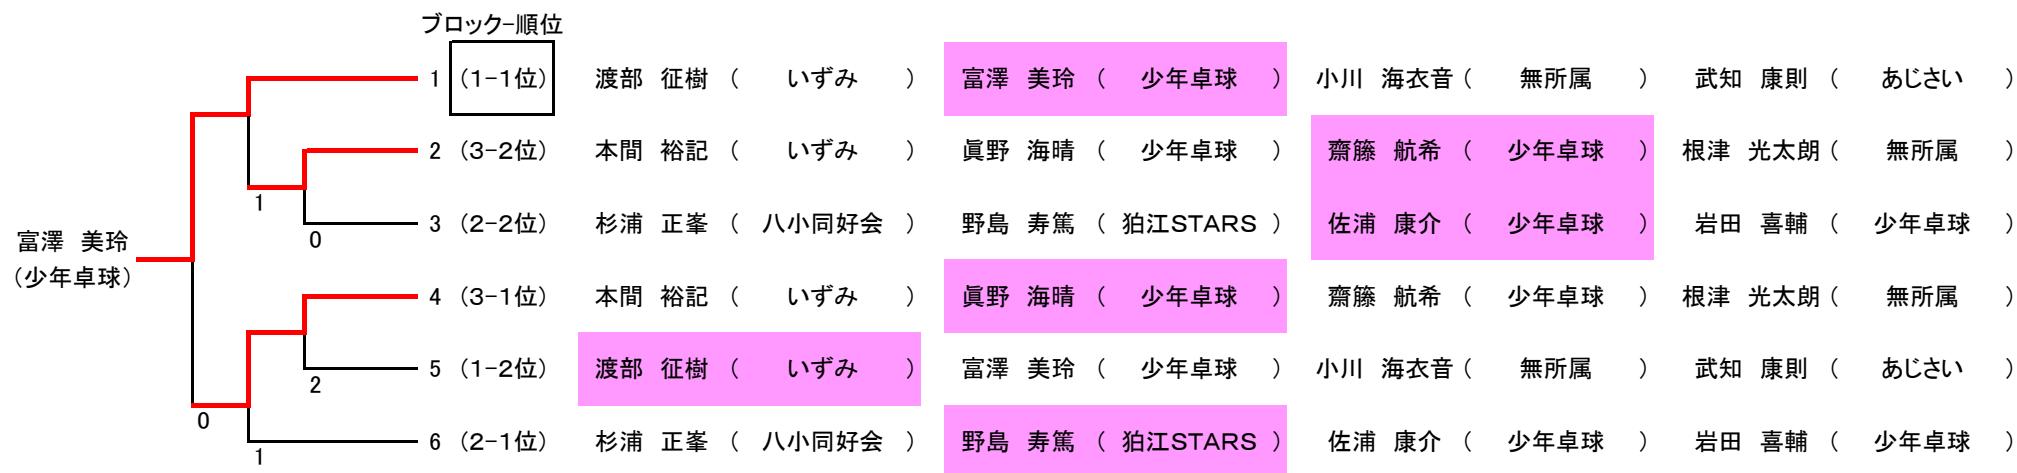 ブロック-順位
1 (1-1位) 渡部 征樹 ( いずみ ) 富澤 美玲 ( 少年卓球 ) 小川 海衣音 ( 無所属 ) 武知 康則 ( あじさい )
2 (3-2位) 本間 裕記 ( いずみ ) 眞野 海晴 ( 少年卓球 ) 齋藤 航希 ( 少年卓球 ) 根津 光太朗 ( 無所属 )
1
3 (2-2位) 杉浦 正峯 ( 八小同好会 ) 野島 寿篤 ( 狛江STARS ) 佐浦 康介 ( 少年卓球 ) 岩田 喜輔 ( 少年卓球 )
0
富澤 美玲
(少年卓球)
4 (3-1位) 本間 裕記 ( いずみ ) 眞野 海晴 ( 少年卓球 ) 齋藤 航希 ( 少年卓球 ) 根津 光太朗 ( 無所属 )
5 (1-2位) 渡部 征樹 ( いずみ ) 富澤 美玲 ( 少年卓球 ) 小川 海衣音 ( 無所属 ) 武知 康則 ( あじさい )
2
0
6 (2-1位) 杉浦 正峯 ( 八小同好会 ) 野島 寿篤 ( 狛江STARS ) 佐浦 康介 ( 少年卓球 ) 岩田 喜輔 ( 少年卓球 )
1